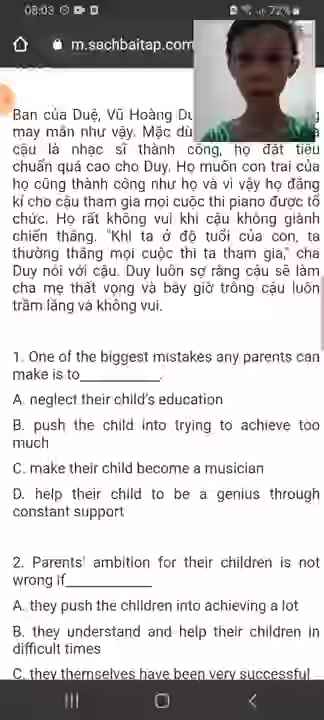 08:03 72%
m.sachbaitap.com
Bạn của Duệ, Vũ Hoàng Du
may mắn như vậy. Mặc dù
cậu là nhạc sĩ thành công, họ đặt tiêu
chuẩn quá cao cho Duy. Họ muốn con trai của
họ cũng thành công như họ và vì vậy họ đăng
kí cho cậu tham gia mọi cuộc thi piano được tổ
chức. Họ rất không vui khi cậu không giành
chiến thắng. "Khi ta ở độ tuổi của con, ta
thường thắng mọi cuộc thi ta tham gia," cha
Duy nói với cậu. Duy luôn sợ rằng cậu sẽ làm
cha mẹ thất vọng và bây giờ trông cậu luôn
trầm lắng và không vui.
1. One of the biggest mistakes any parents can
make is to__________.
A. neglect their child's education
B. push the child into trying to achieve too
much
C. make their child become a musician
D. help their child to be a genius through
constant support
2. Parents' ambition for their children is not
wrong if___________
A. they push the children into achieving a lot
B. they understand and help their children in
difficult times
C. they themselves have been very successful